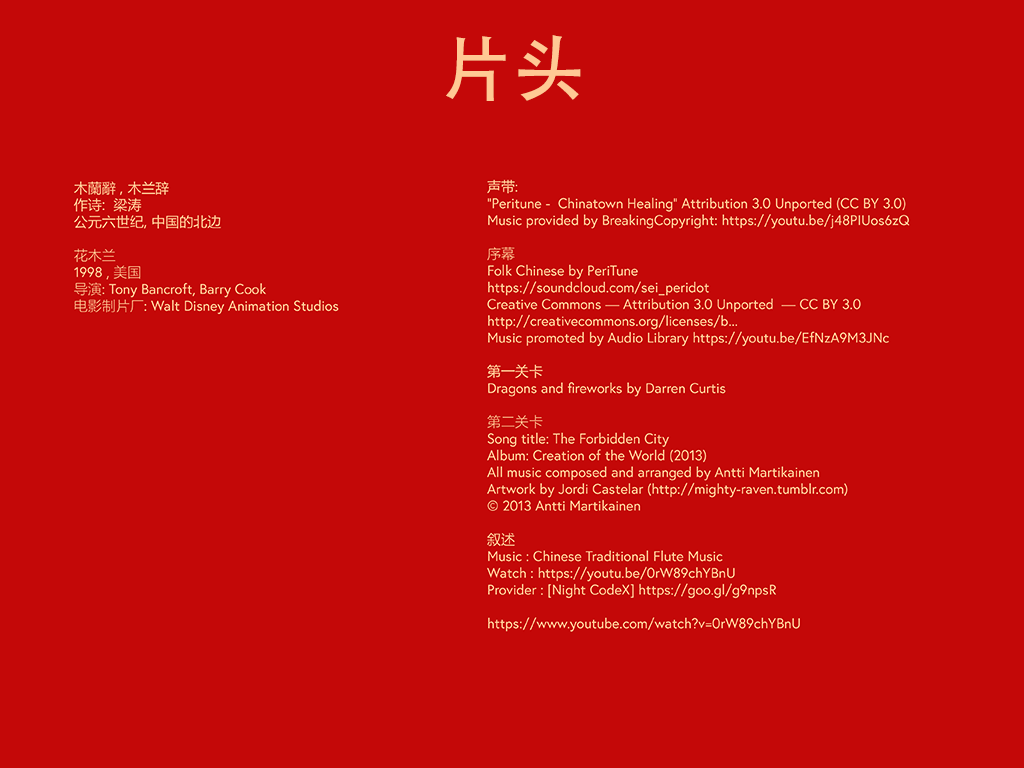 片头
木蘭辭 , 木兰辞
作诗:  梁涛
公元六世纪, 中国的北边
花木兰
1998 , 美国
导演: Tony Bancroft, Barry Cook
电影制片厂: Walt Disney Animation Studios
声带:
"Peritune -  Chinatown Healing" Attribution 3.0 Unported (CC BY 3.0)
Music provided by BreakingCopyright: https://youtu.be/j48PIUos6zQ
序幕
Folk Chinese by PeriTune
https://soundcloud.com/sei_peridot
Creative Commons — Attribution 3.0 Unported  — CC BY 3.0
http://creativecommons.org/licenses/b...
Music promoted by Audio Library https://youtu.be/EfNzA9M3JNc
第一关卡
Dragons and fireworks by Darren Curtis
第二关卡
Song title: The Forbidden City
Album: Creation of the World (2013)
All music composed and arranged by Antti Martikainen
Artwork by Jordi Castelar (http://mighty-raven.tumblr.com)
© 2013 Antti Martikainen
叙述
Music : Chinese Traditional Flute Music
Watch : https://youtu.be/0rW89chYBnU
Provider : [Night CodeX] https://goo.gl/g9npsR
https://www.youtube.com/watch?v=0rW89chYBnU